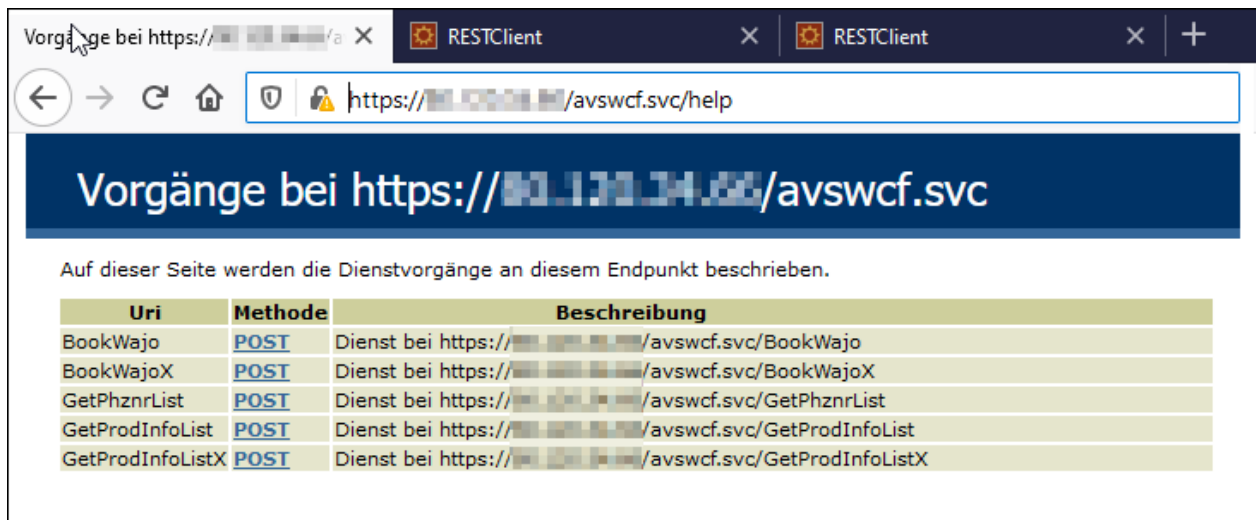 Vorgänge bei https:// /a
RESTClient
RESTClient
https:// /avswcf.svc/help
Vorgänge bei https:// /avswcf.svc
Auf dieser Seite werden die Dienstvorgänge an diesem Endpunkt beschrieben.
Uri Methode Beschreibung
BookWajo POST Dienst bei https:// /avswcf.svc/BookWajo
BookWajoX POST Dienst bei https:// /avswcf.svc/BookWajoX
GetPhznrList POST Dienst bei https:// /avswcf.svc/GetPhznrList
GetProdInfoList POST Dienst bei https:// /avswcf.svc/GetProdInfoList
GetProdInfoListX POST Dienst bei https:// /avswcf.svc/GetProdInfoListX